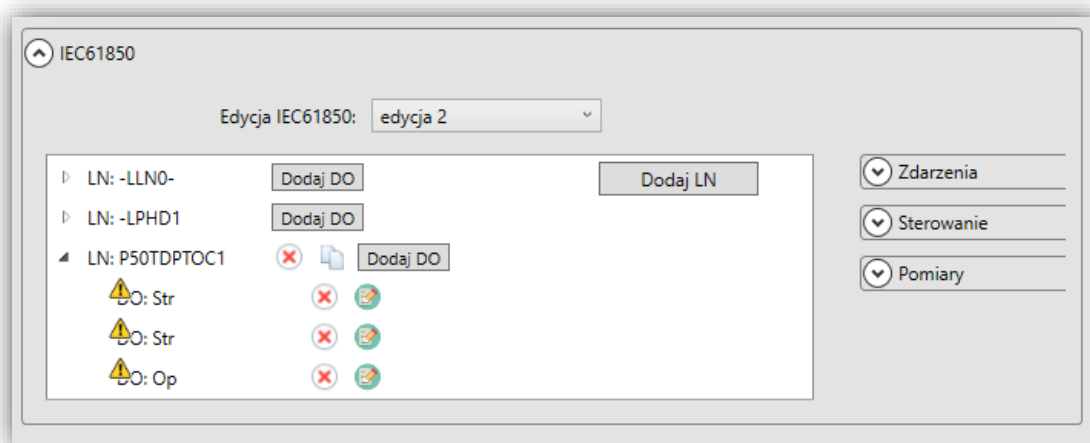 IEC61850
Edycja IEC61850: edycja 2
LN: -LLN0- Dodaj DO Dodaj LN
LN: -LPHD1 Dodaj DO
LN: P50TDPTOC1 Dodaj DO
DO: Str
DO: Str
DO: Op
Zdarzenia
Sterowanie
Pomiary